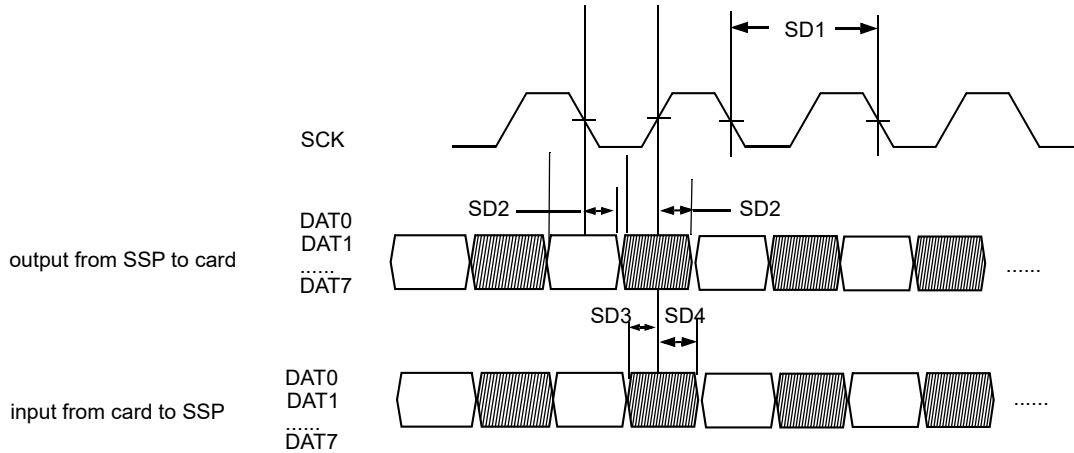 SD1
SCK
SD2 SD2
DAT0
DAT1
output from SSP to card
......
......
DAT7
SD3 SD4
DAT0
DAT1
input from card to SSP
......
......
DAT7